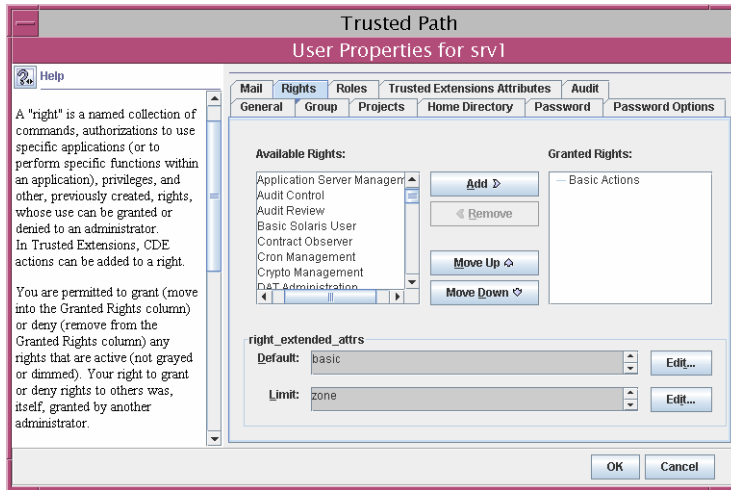 Trusted Path
User Properties for srv1
Help
A "right" is a named collection of
commands, authorizations to use
specific applications (or to
perform specific functions within
an application), privileges, and
other, previously created, rights,
whose use can be granted or
denied to an administrator.
In Trusted Extensions, CDE
actions can be added to a right.
You are permitted to grant (move
into the Granted Rights column)
or deny (remove from the
Granted Rights column) any
rights that are active (not grayed
or dimmed). Your right to grant
or deny rights to others was,
itself, granted by another
administrator.
Mail Rights Roles Trusted Extensions Attributes Audit
General Group Projects Home Directory Password Password Options
Available Rights:
Application Server Managem
Audit Control
Audit Review
Basic Solaris User
Contract Observer
Cron Management
Crypto Management
DAT Administration
Add
Remove
Move Up
Move Down
Granted Rights:
Basic Actions
right_extended_attrs
Default: basic Edit...
Limit: zone Edit...
OK Cancel